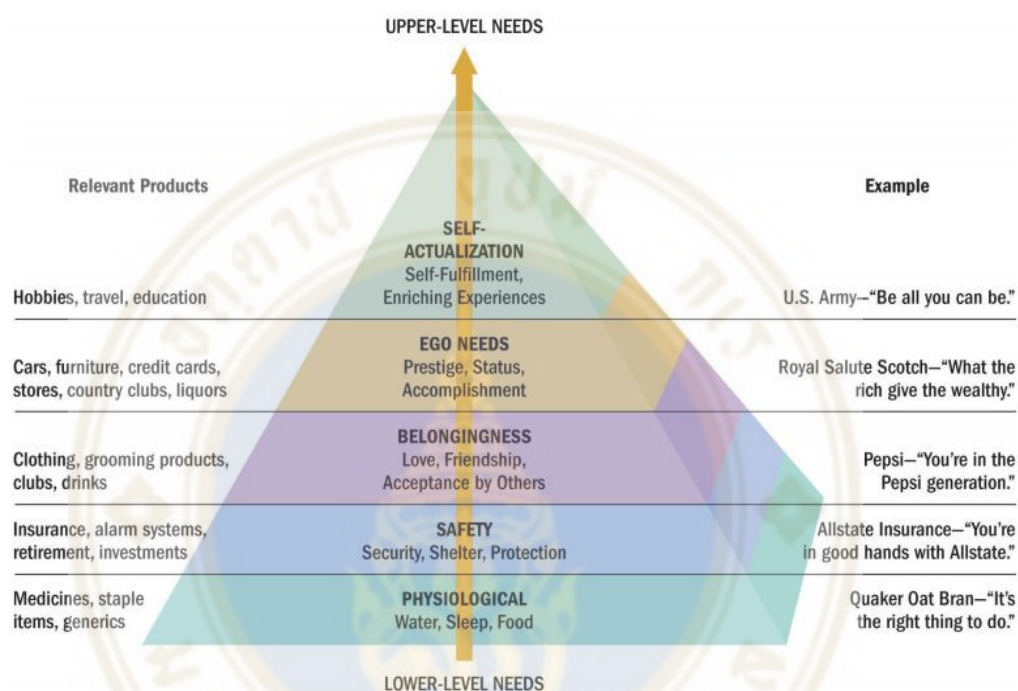 UPPER-LEVEL NEEDS
Relevant Products
Example
SELF-
ACTUALIZATION
Self-Fulfillment,
Enriching Experiences
Hobbies, travel, education
U.S. Army—“Be all you can be.”
EGO NEEDS
Prestige, Status,
Accomplishment
Cars, furniture, credit cards,
stores, country clubs, liquors
Royal Salute Scotch—“What the
rich give the wealthy.”
BELONGINGNESS
Love, Friendship,
Acceptance by Others
Clothing, grooming products,
clubs, drinks
Pepsi—“You’re in the
Pepsi generation.”
SAFETY
Security, Shelter, Protection
Insurance, alarm systems,
retirement, investments
Allstate Insurance—“You’re
in good hands with Allstate.”
PHYSIOLOGICAL
Water, Sleep, Food
Medicines, staple
items, generics
Quaker Oat Bran—“It’s
the right thing to do.”
LOWER-LEVEL NEEDS